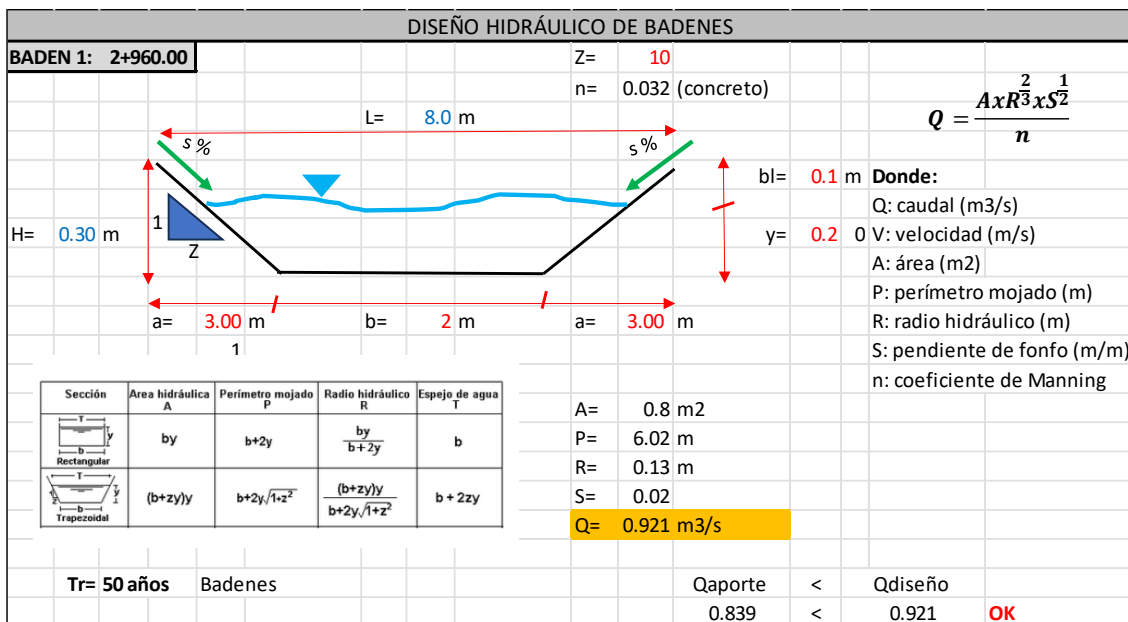 DISEÑO HIDRÁULICO DE BADENES
BADEN 1: 2+960.00
Z= 10
n= 0.032 (concreto)
Q = AxR^(2/3)xS^(1/2) / n
L= 8.0 m
s %
s %
bl= 0.1 m
Donde:
Q: caudal (m3/s)
1
H= 0.30 m
Z
y= 0.2 0
V: velocidad (m/s)
A: área (m2)
P: perímetro mojado (m)
a= 3.00 m
b= 2 m
a= 3.00 m
R: radio hidráulico (m)
1
S: pendiente de fonfo (m/m)
n: coeficiente de Manning
Sección Area hidráulica A Perímetro mojado P Radio hidráulico R Espejo de agua T
T y b Rectangular by b+2y by / b+2y b
T 1 z y b Trapezoidal (b+zy)y b+2y√1+z² (b+zy)y / b+2y√1+z² b + 2zy
A= 0.8 m2
P= 6.02 m
R= 0.13 m
S= 0.02
Q= 0.921 m3/s
Tr= 50 años Badenes
Qaporte < Qdiseño
0.839 < 0.921 OK